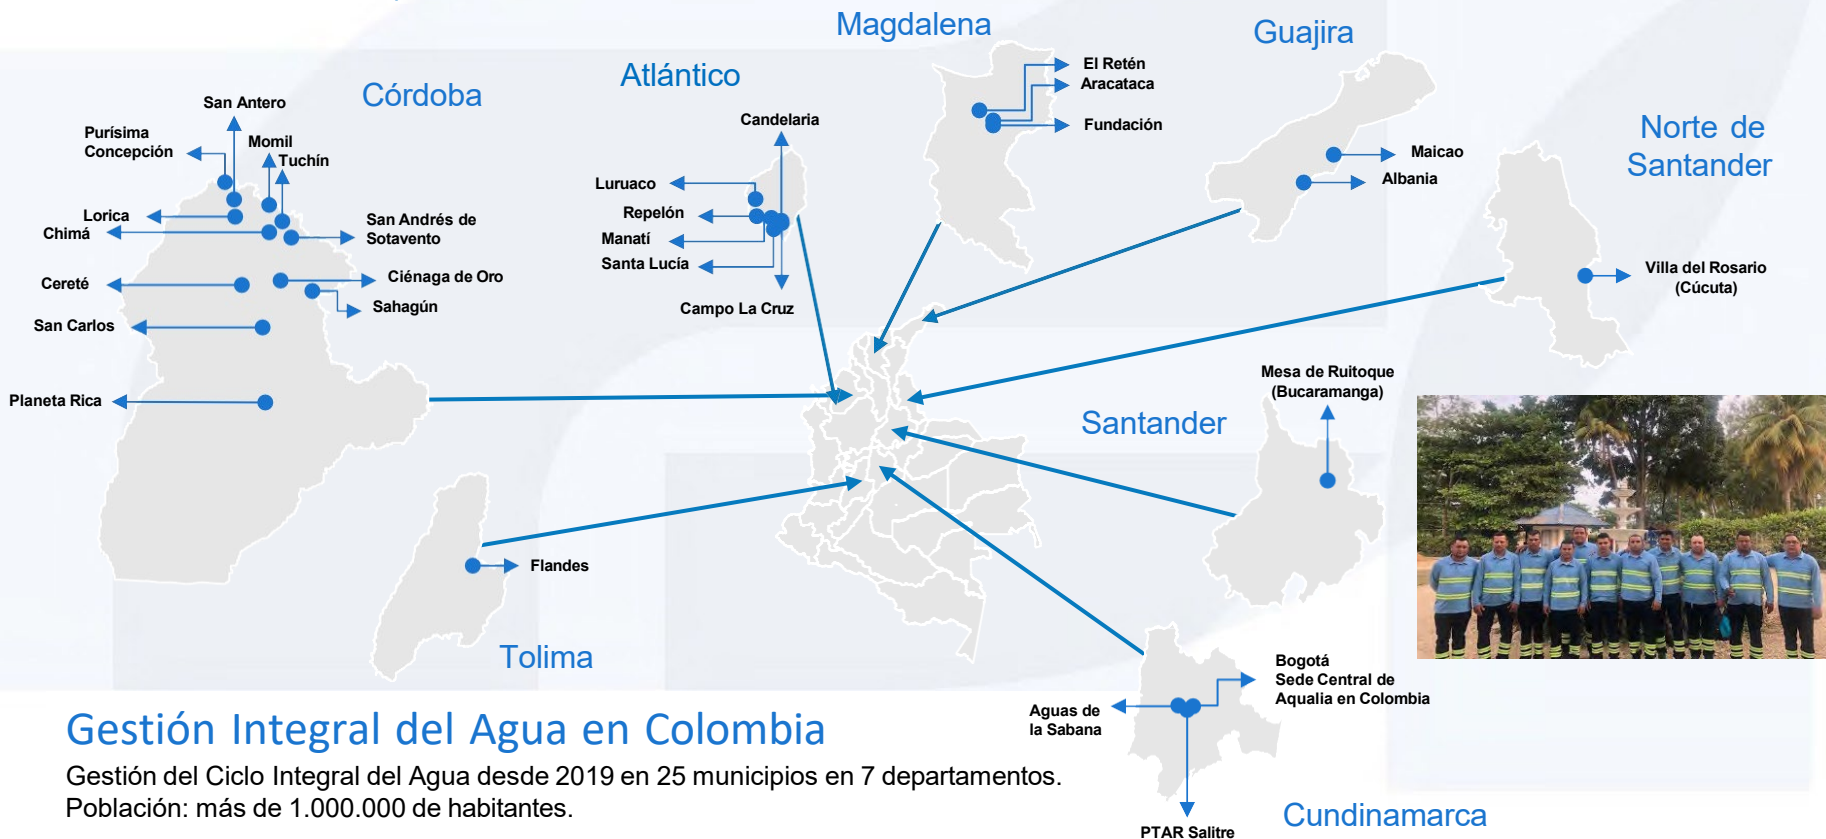 Magdalena
Guajira
El Retén
Aracataca
Fundación
Atlántico
Córdoba
San Antero
Purísima
Concepción
Momil
Tuchín
Candelaria
Norte de
Santander
Maicao
Albania
Luruaco
Repelón
Manatí
Santa Lucía
Campo La Cruz
Lorica
Chimá
San Andrés de
Sotavento
Cereté
Ciénaga de Oro
Sahagún
San Carlos
Planeta Rica
Villa del Rosario
(Cúcuta)
Mesa de Ruitoque
(Bucaramanga)
Santander
Flandes
Tolima
Bogotá
Sede Central de
Aqualia en Colombia
Aguas de
la Sabana
PTAR Salitre
Cundinamarca
Gestión Integral del Agua en Colombia
Gestión del Ciclo Integral del Agua desde 2019 en 25 municipios en 7 departamentos.
Población: más de 1.000.000 de habitantes.